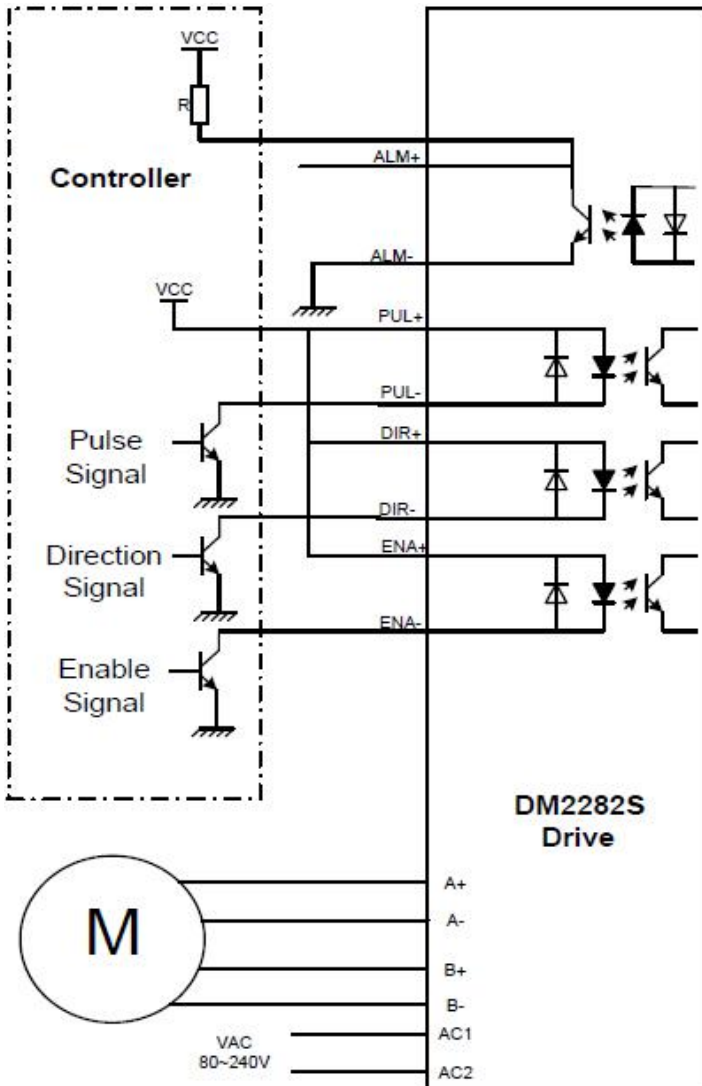 VCC
R
ALM+
Controller
ALM-
VCC
PUL+
PUL-
Pulse
Signal
DIR+
DIR-
Direction
Signal
ENA+
ENA-
Enable
Signal
DM2282S
Drive
M
A+
A-
B+
B-
VAC
80~240V
AC1
AC2